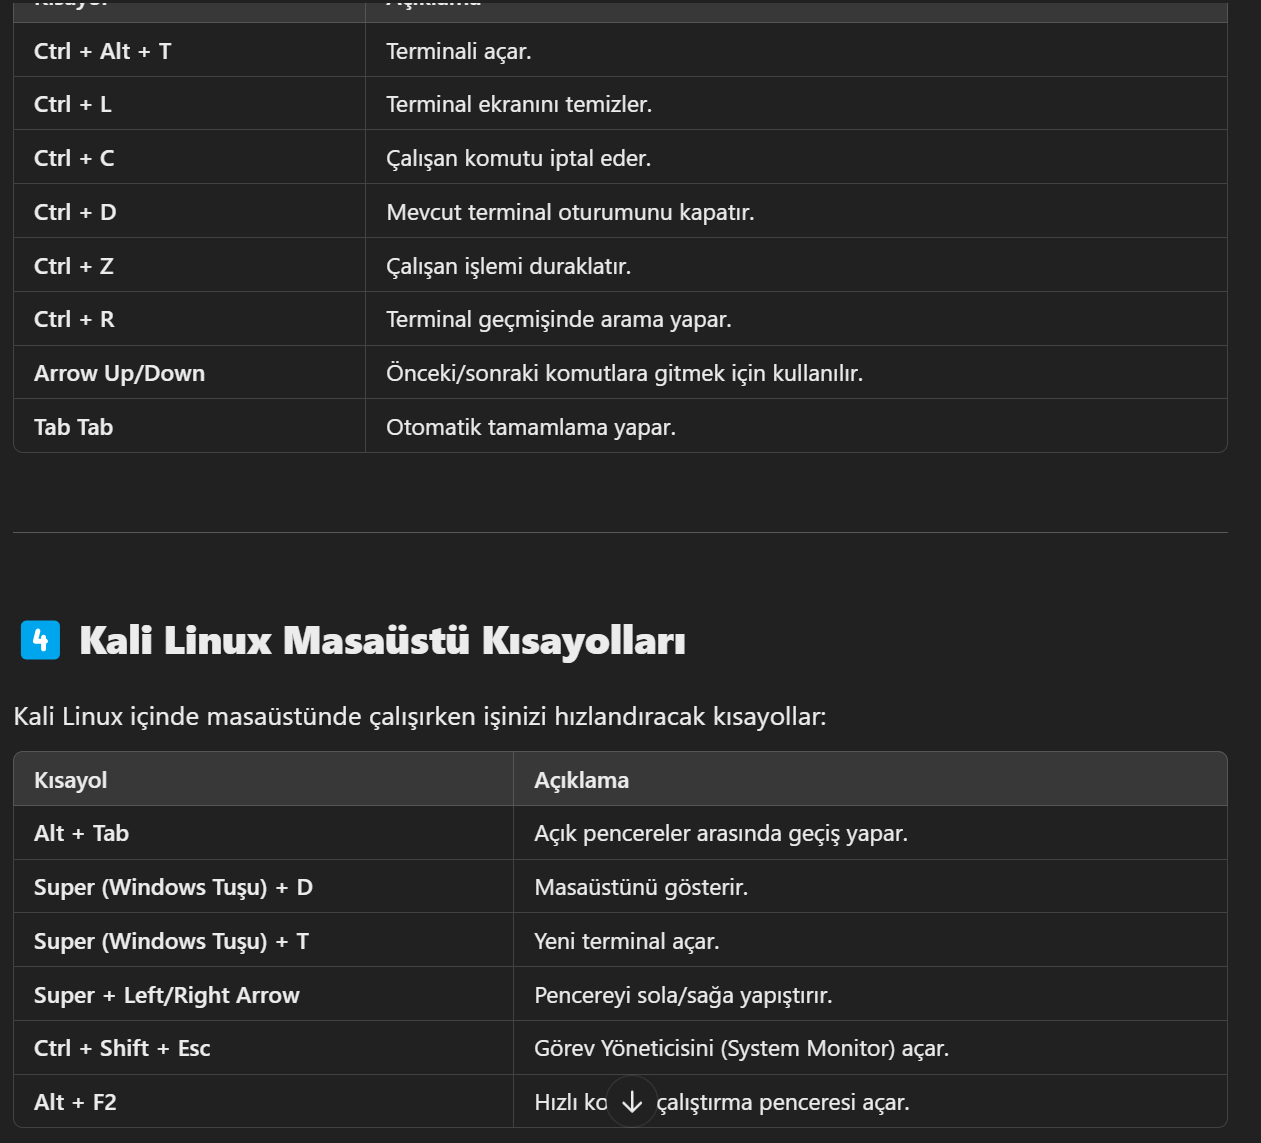 Kısayol Açıklama
Ctrl + Alt + T Terminali açar.
Ctrl + L Terminal ekranını temizler.
Ctrl + C Çalışan komutu iptal eder.
Ctrl + D Mevcut terminal oturumunu kapatır.
Ctrl + Z Çalışan işlemi duraklatır.
Ctrl + R Terminal geçmişinde arama yapar.
Arrow Up/Down Önceki/sonraki komutlara gitmek için kullanılır.
Tab Tab Otomatik tamamlama yapar.
4 Kali Linux Masaüstü Kısayolları
Kali Linux içinde masaüstünde çalışırken işinizi hızlandıracak kısayollar:
Kısayol Açıklama
Alt + Tab Açık pencereler arasında geçiş yapar.
Super (Windows Tuşu) + D Masaüstünü gösterir.
Super (Windows Tuşu) + T Yeni terminal açar.
Super + Left/Right Arrow Pencereyi sola/sağa yapıştırır.
Ctrl + Shift + Esc Görev Yöneticisini (System Monitor) açar.
Alt + F2 Hızlı çalıştırma penceresi açar.